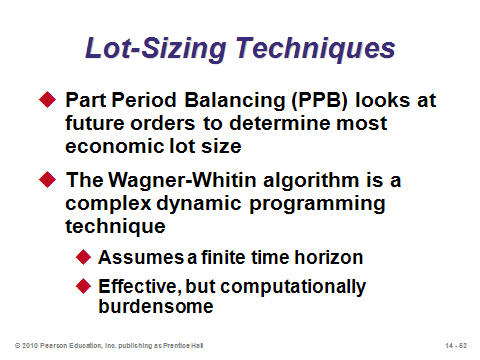 Lot-Sizing Techniques
Part Period Balancing (PPB) looks at
future orders to determine most
economic lot size
The Wagner-Whitin algorithm is a
complex dynamic programming
technique
Assumes a finite time horizon
Effective, but computationally
burdensome
© 2010 Pearson Education, Inc. publishing as Prentice Hall
14 - 52